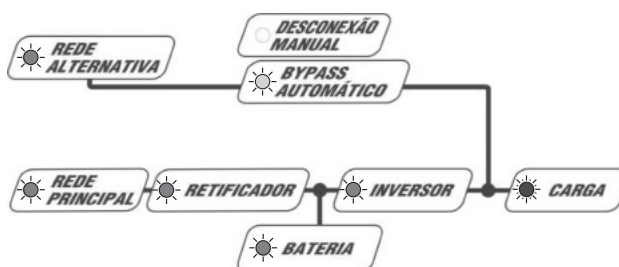 DESCONEXÃO
MANUAL
REDE
ALTERNATIVA
BYPASS
AUTOMÁTICO
REDE
PRINCIPAL
RETIFICADOR
INVERSOR
CARGA
BATERIA